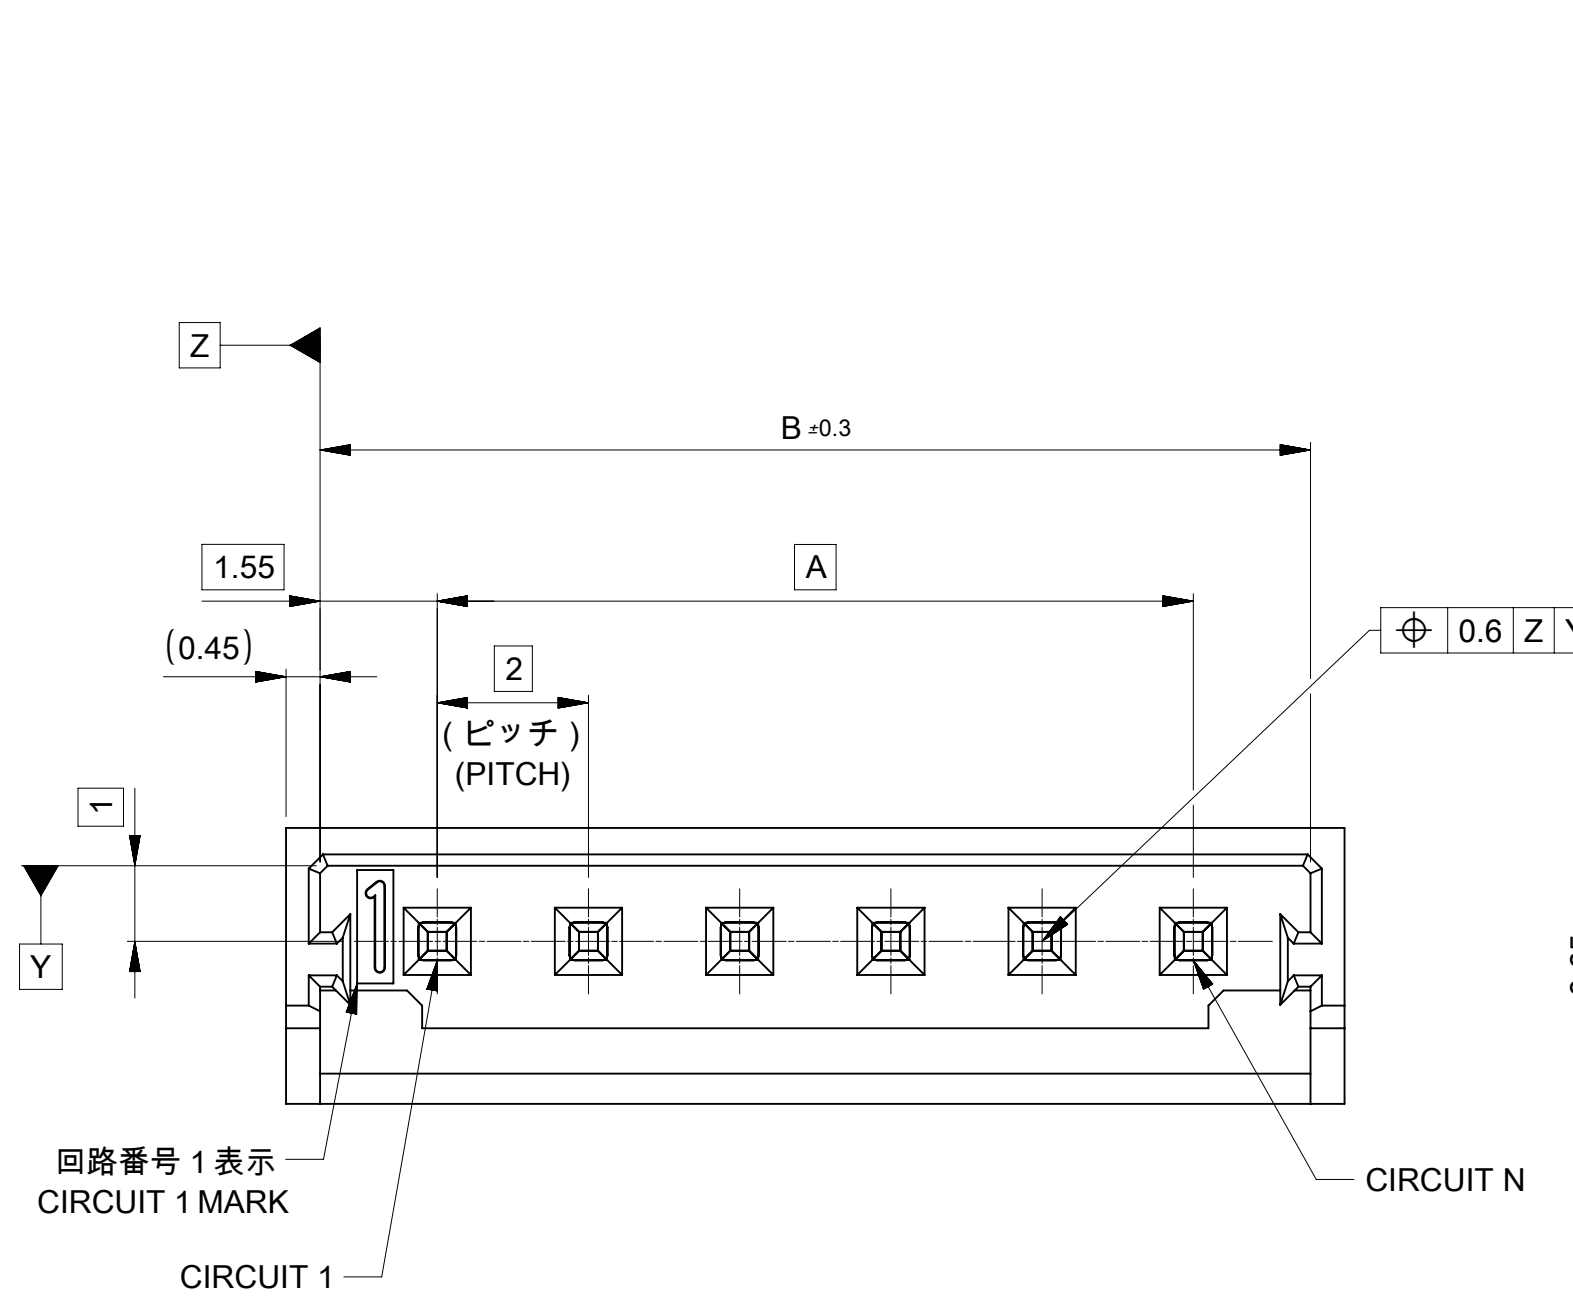 Z
B ±0.3
1.55
A
(0.45)
2
⌖ 0.6 Z Y
(ピッチ)
(PITCH)
1
1
Y
回路番号 1 表示
CIRCUIT 1 MARK
CIRCUIT N
CIRCUIT 1